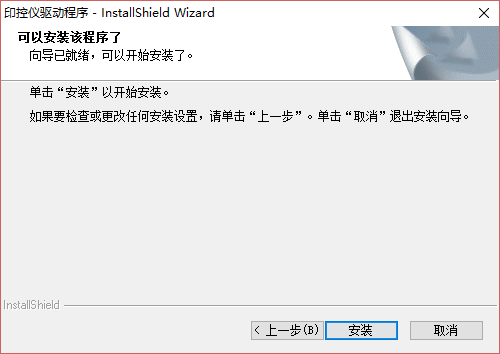 印控仪驱动程序 - InstallShield Wizard
可以安装该程序了
向导已就绪，可以开始安装了。
单击“安装”以开始安装。
如果要检查或更改任何安装设置，请单击“上一步”。单击“取消”退出安装向导。
InstallShield
< 上一步(B) 安装 取消